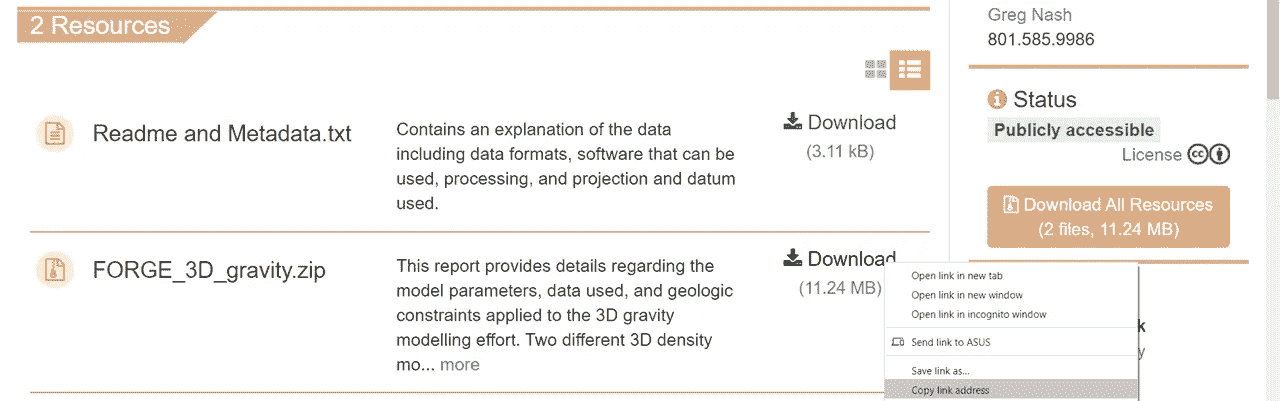 2 Resources
Readme and Metadata.txt
Contains an explanation of the data
including data formats, software that can be
used, processing, and projection and datum
used.
Download
(3.11 kB)
FORGE_3D_gravity.zip
This report provides details regarding the
model parameters, data used, and geologic
constraints applied to the 3D gravity
modelling effort. Two different 3D density
mo... more
Download
(11.24 MB)
Open link in new tab
Open link in new window
Open link in incognito window
Send link to ASUS
Save link as...
Copy link address
Greg Nash
801.585.9986
Status
Publicly accessible
License cc
Download All Resources
(2 files, 11.24 MB)
k
y